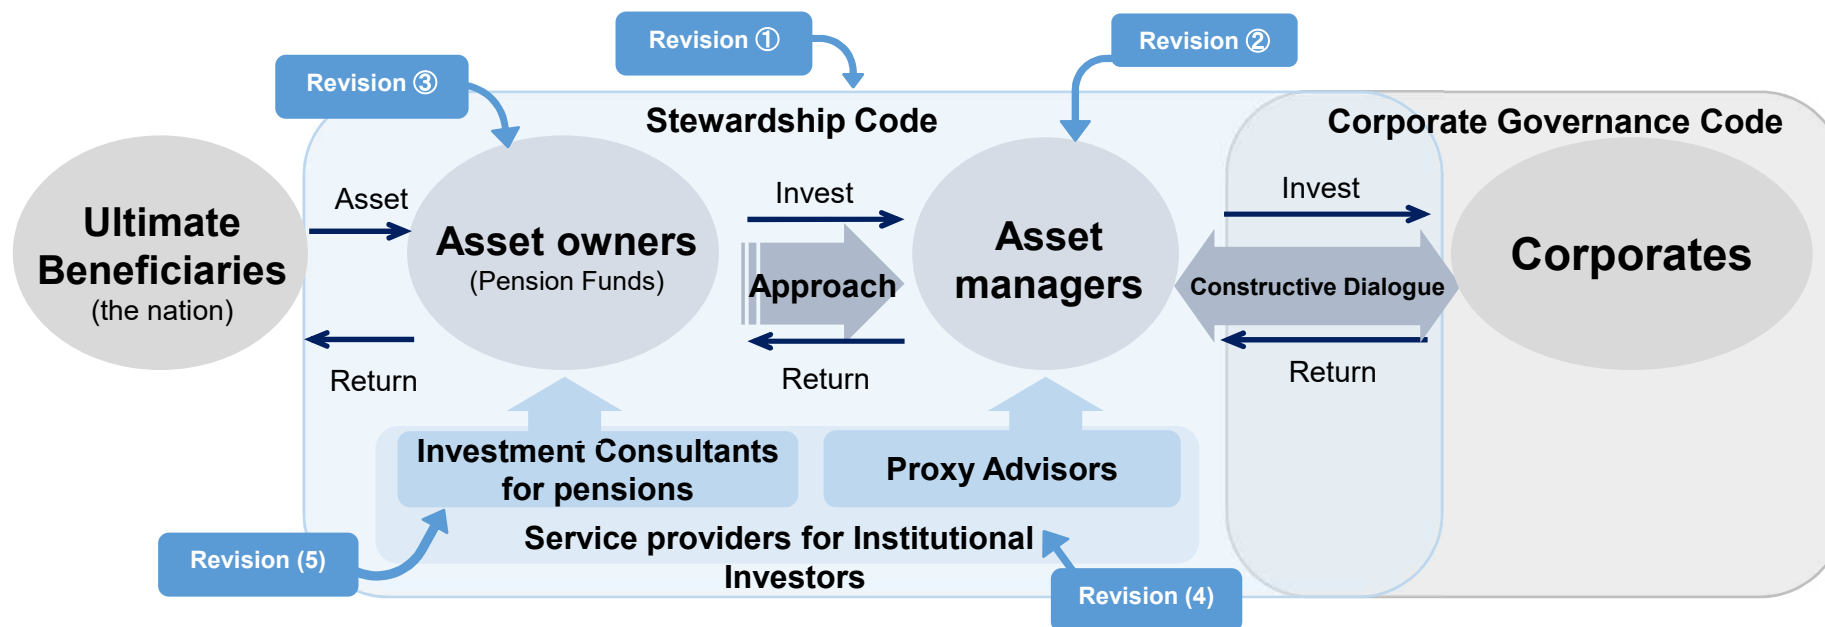 Revision ①
Revision ②
Revision ③
Stewardship Code
Corporate Governance Code
Asset
Invest
Invest
Ultimate
Beneficiaries
(the nation)
Asset owners
(Pension Funds)
Approach
Asset
managers
Constructive Dialogue
Corporates
Return
Return
Return
Investment Consultants
for pensions
Proxy Advisors
Service providers for Institutional
Investors
Revision (5)
Revision (4)